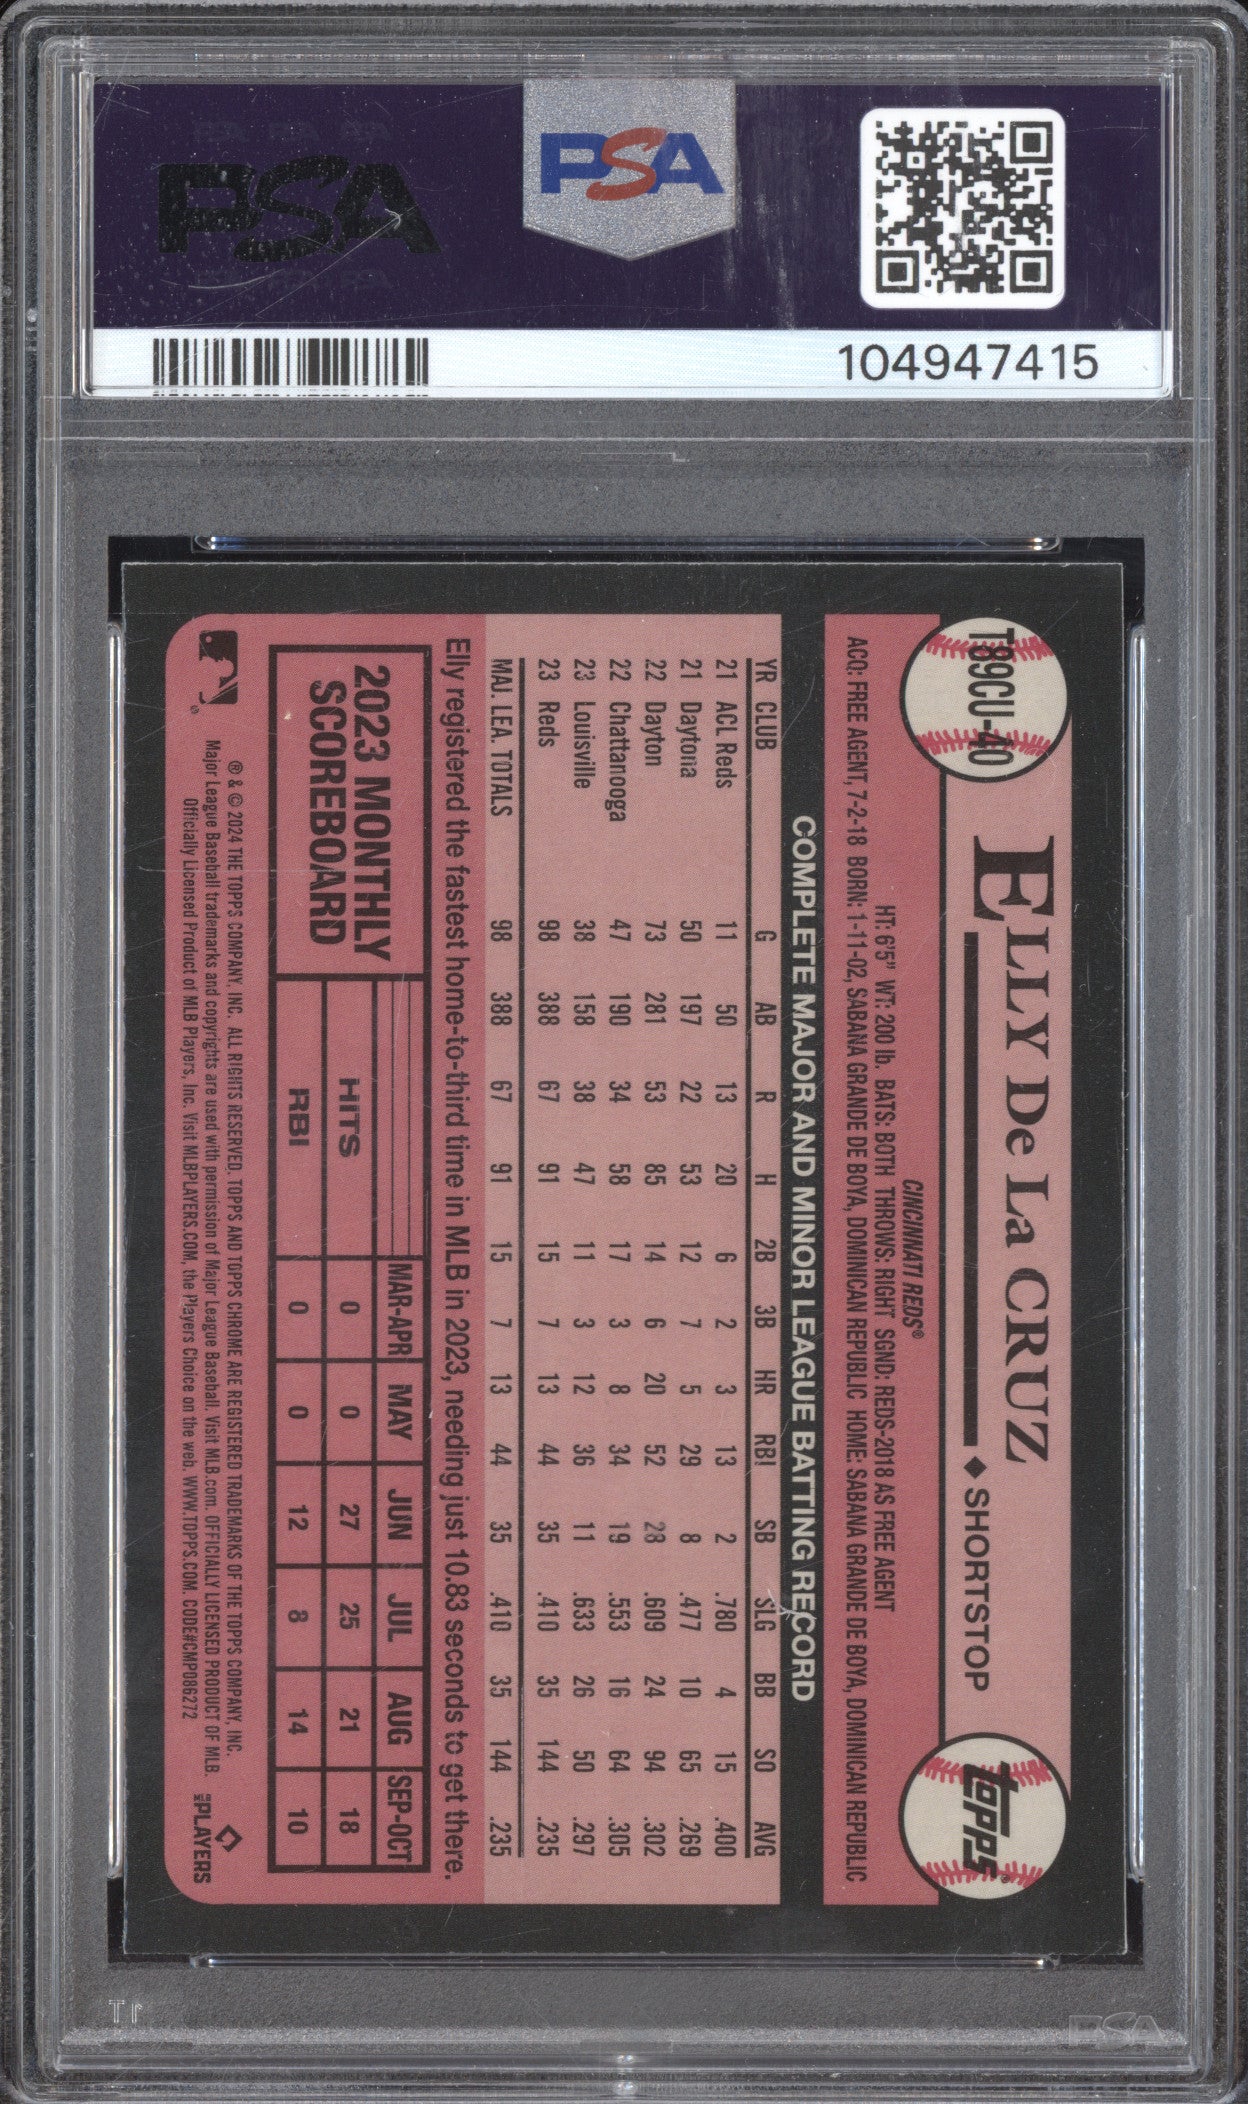 PSA
PSA
104947415
T89CU-40
ELLY De La CRUZ
SHORTSTOP
topps®
CINCINNATI REDS®
HT: 6'5" WT: 200 lb. BATS: BOTH THROWS: RIGHT SGND: REDS-2018 AS FREE AGENT
ACQ: FREE AGENT, 7-2-18 BORN: 1-11-02, SABANA GRANDE DE BOYA, DOMINICAN REPUBLIC HOME: SABANA GRANDE DE BOYA, DOMINICAN REPUBLIC
COMPLETE MAJOR AND MINOR LEAGUE BATTING RECORD
YR CLUB G AB R H 2B 3B HR RBI SB SLG BB SO AVG
21 ACL Reds 11 50 13 20 6 2 3 13 2 .780 4 15 .400
21 Daytona 50 197 22 53 12 7 5 29 8 .477 10 65 .269
22 Dayton 73 281 53 85 14 6 20 52 28 .609 24 94 .302
22 Chattanooga 47 190 34 58 17 3 8 34 19 .553 16 64 .305
23 Louisville 38 158 38 47 11 3 12 36 11 .633 26 50 .297
23 Reds 98 388 67 91 15 7 13 44 35 .410 35 144 .235
MAJ. LEA. TOTALS 98 388 67 91 15 7 13 44 35 .410 35 144 .235
Elly registered the fastest home-to-third time in MLB in 2023, needing just 10.83 seconds to get there.
2023 MONTHLY
SCOREBOARD
MAR-APR MAY JUN JUL AUG SEP-OCT
HITS 0 0 27 25 21 18
RBI 0 0 12 8 14 10
® & © 2024 THE TOPPS COMPANY, INC. ALL RIGHTS RESERVED. TOPPS AND TOPPS CHROME ARE REGISTERED TRADEMARKS OF THE TOPPS COMPANY, INC.
Major League Baseball trademarks and copyrights are used with permission of Major League Baseball. Visit MLB.com. OFFICIALLY LICENSED PRODUCT OF MLB
Officially Licensed Product of MLB Players, Inc. Visit MLBPLAYERS.COM, the Players Choice on the web. WWW.TOPPS.COM. CODE#CMP086272
MLB PLAYERS
PSA